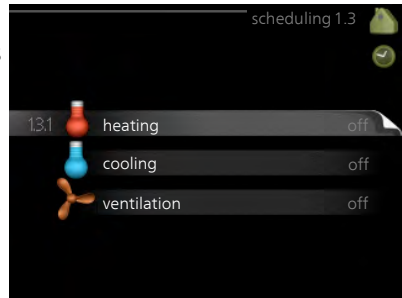 scheduling 1.3
1.3.1 heating off
cooling off
ventilation off